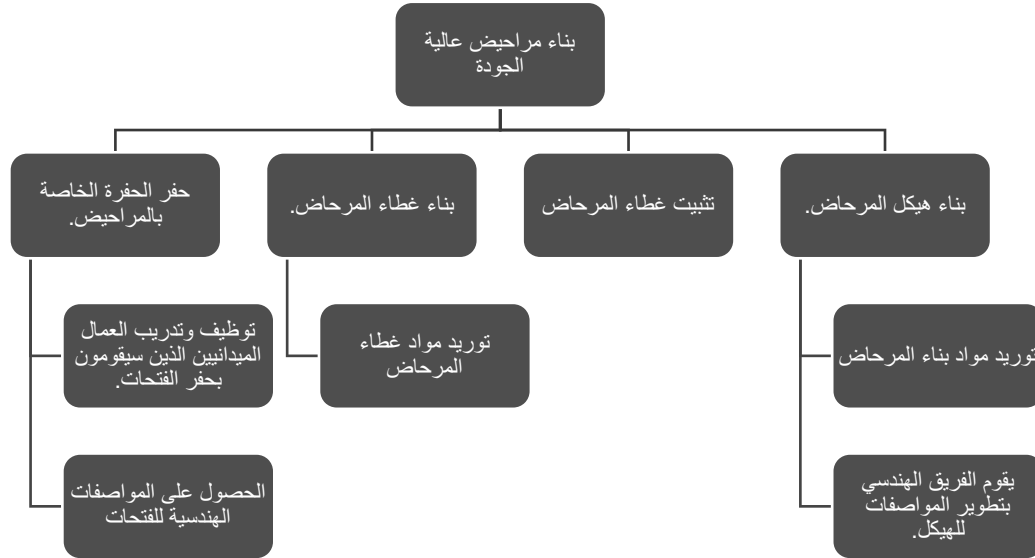 بناء مراحيض عالية
الجودة
حفر الحفرة الخاصة
بالمراحيض.
بناء غطاء المرحاض.
تثبيت غطاء المرحاض
بناء هيكل المرحاض.
توظيف وتدريب العمال
الميدانيين الذين سيقومون
بحفر الفتحات.
توريد مواد غطاء
المرحاض
توريد مواد بناء المرحاض
الحصول على المواصفات
الهندسية للفتحات
يقوم الفريق الهندسي
بتطوير المواصفات
للهيكل.